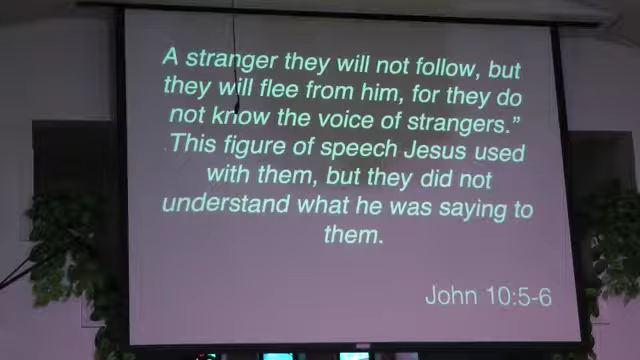 A stranger they will not follow, but
they will flee from him, for they do
not know the voice of strangers.”
This figure of speech Jesus used
with them, but they did not
understand what he was saying to
them.
John 10:5-6